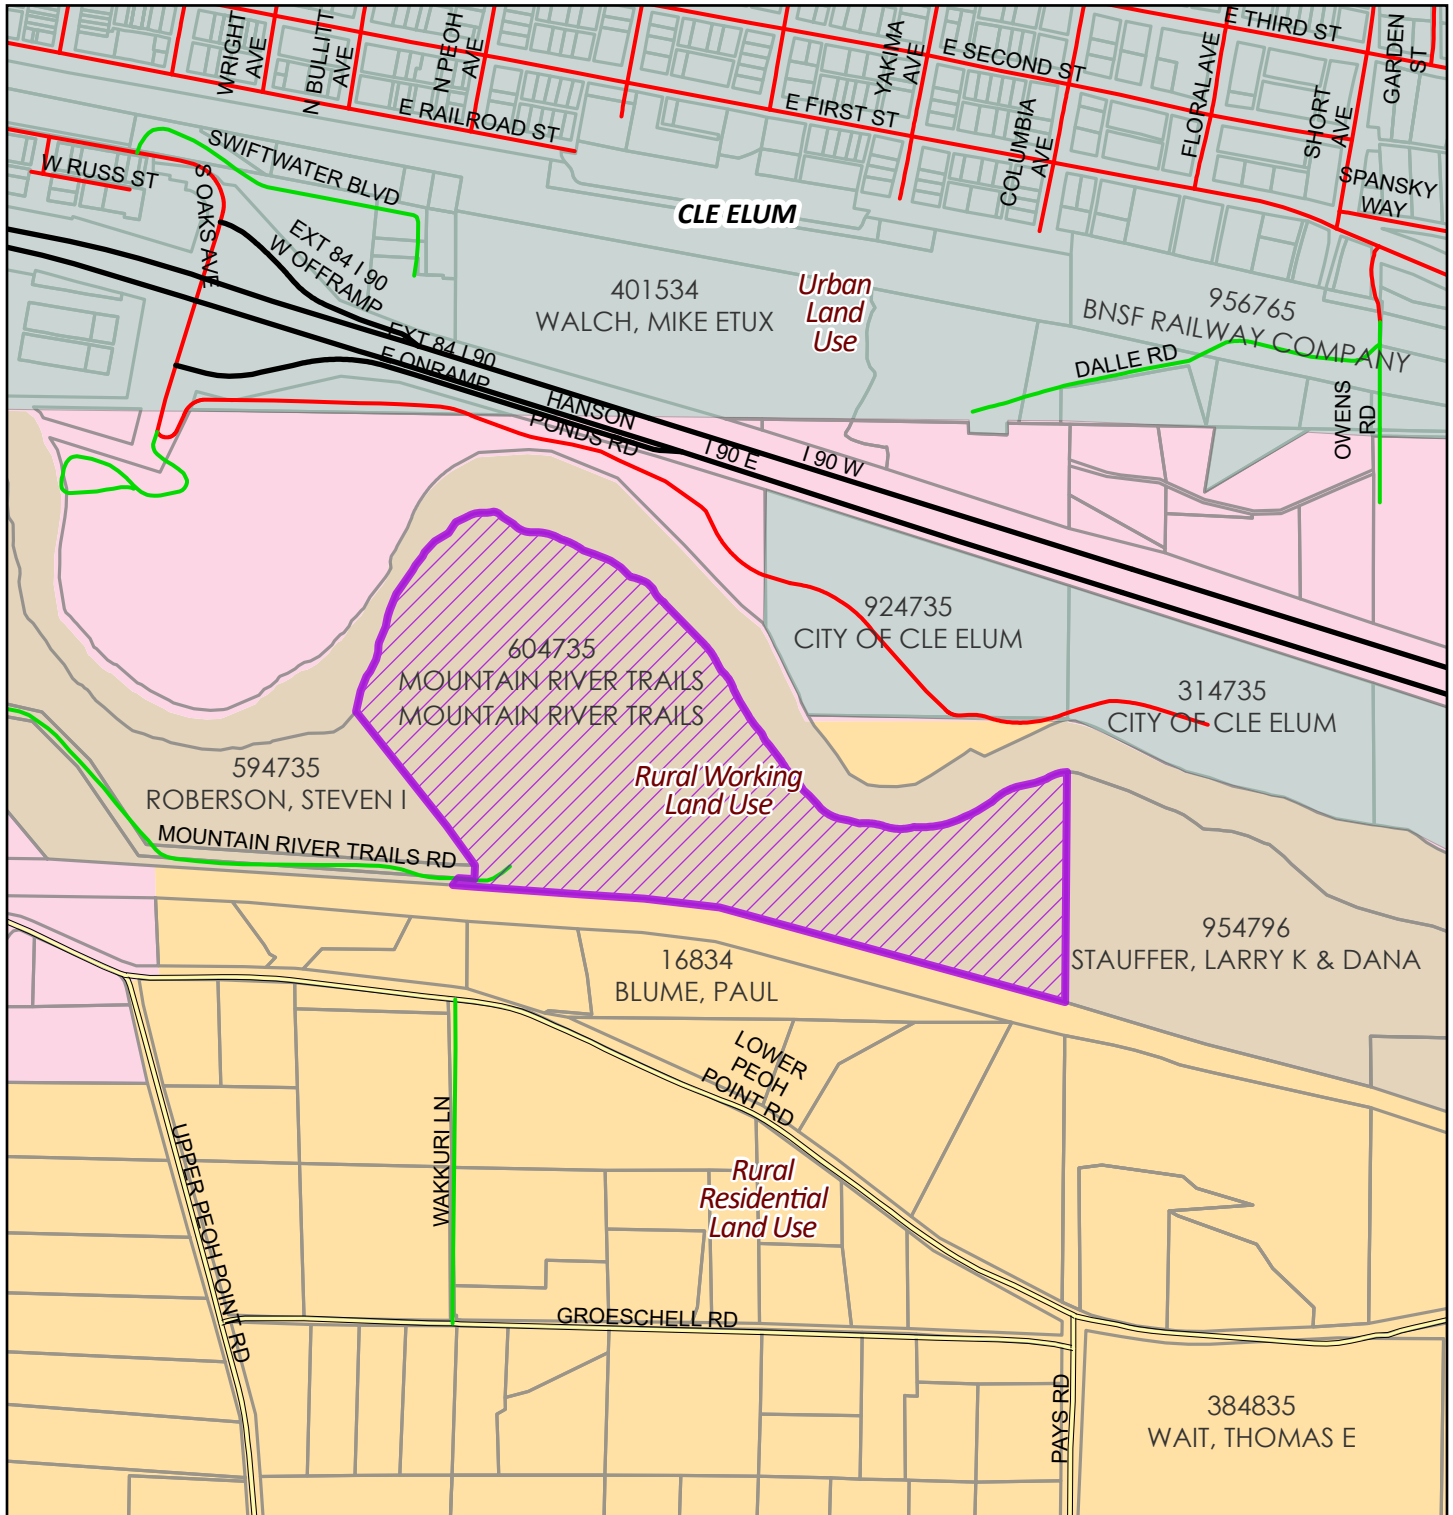 WRIGHT
AVE
N BULLITT
AVE
N PEOH
AVE
YAKIMA
AVE
E THIRD ST
GARDEN
ST
E SECOND ST
FLORAL AVE
SHORT
AVE
E RAILROAD ST
E FIRST ST
COLUMBIA
AVE
SWIFTWATER BLVD
W RUSS ST
S OAKS AVE
SPANSKY
WAY
CLE ELUM
EXT 84 I 90
W OFFRAMP
401534
WALCH, MIKE ETUX
Urban
Land
Use
956765
BNSF RAILWAY COMPANY
EXT 84 I 90
E ONRAMP
DALLE RD
OWENS
RD
HANSON
PONDS RD
I 90 E
I 90 W
924735
CITY OF CLE ELUM
604735
MOUNTAIN RIVER TRAILS
MOUNTAIN RIVER TRAILS
314735
CITY OF CLE ELUM
594735
ROBERSON, STEVEN I
Rural Working
Land Use
MOUNTAIN RIVER TRAILS RD
954796
STAUFFER, LARRY K & DANA
16834
BLUME, PAUL
LOWER
PEOH
POINT RD
WAKKURI LN
UPPER PEOH POINT RD
Rural
Residential
Land Use
GROESCHELL RD
PAYS RD
384835
WAIT, THOMAS E